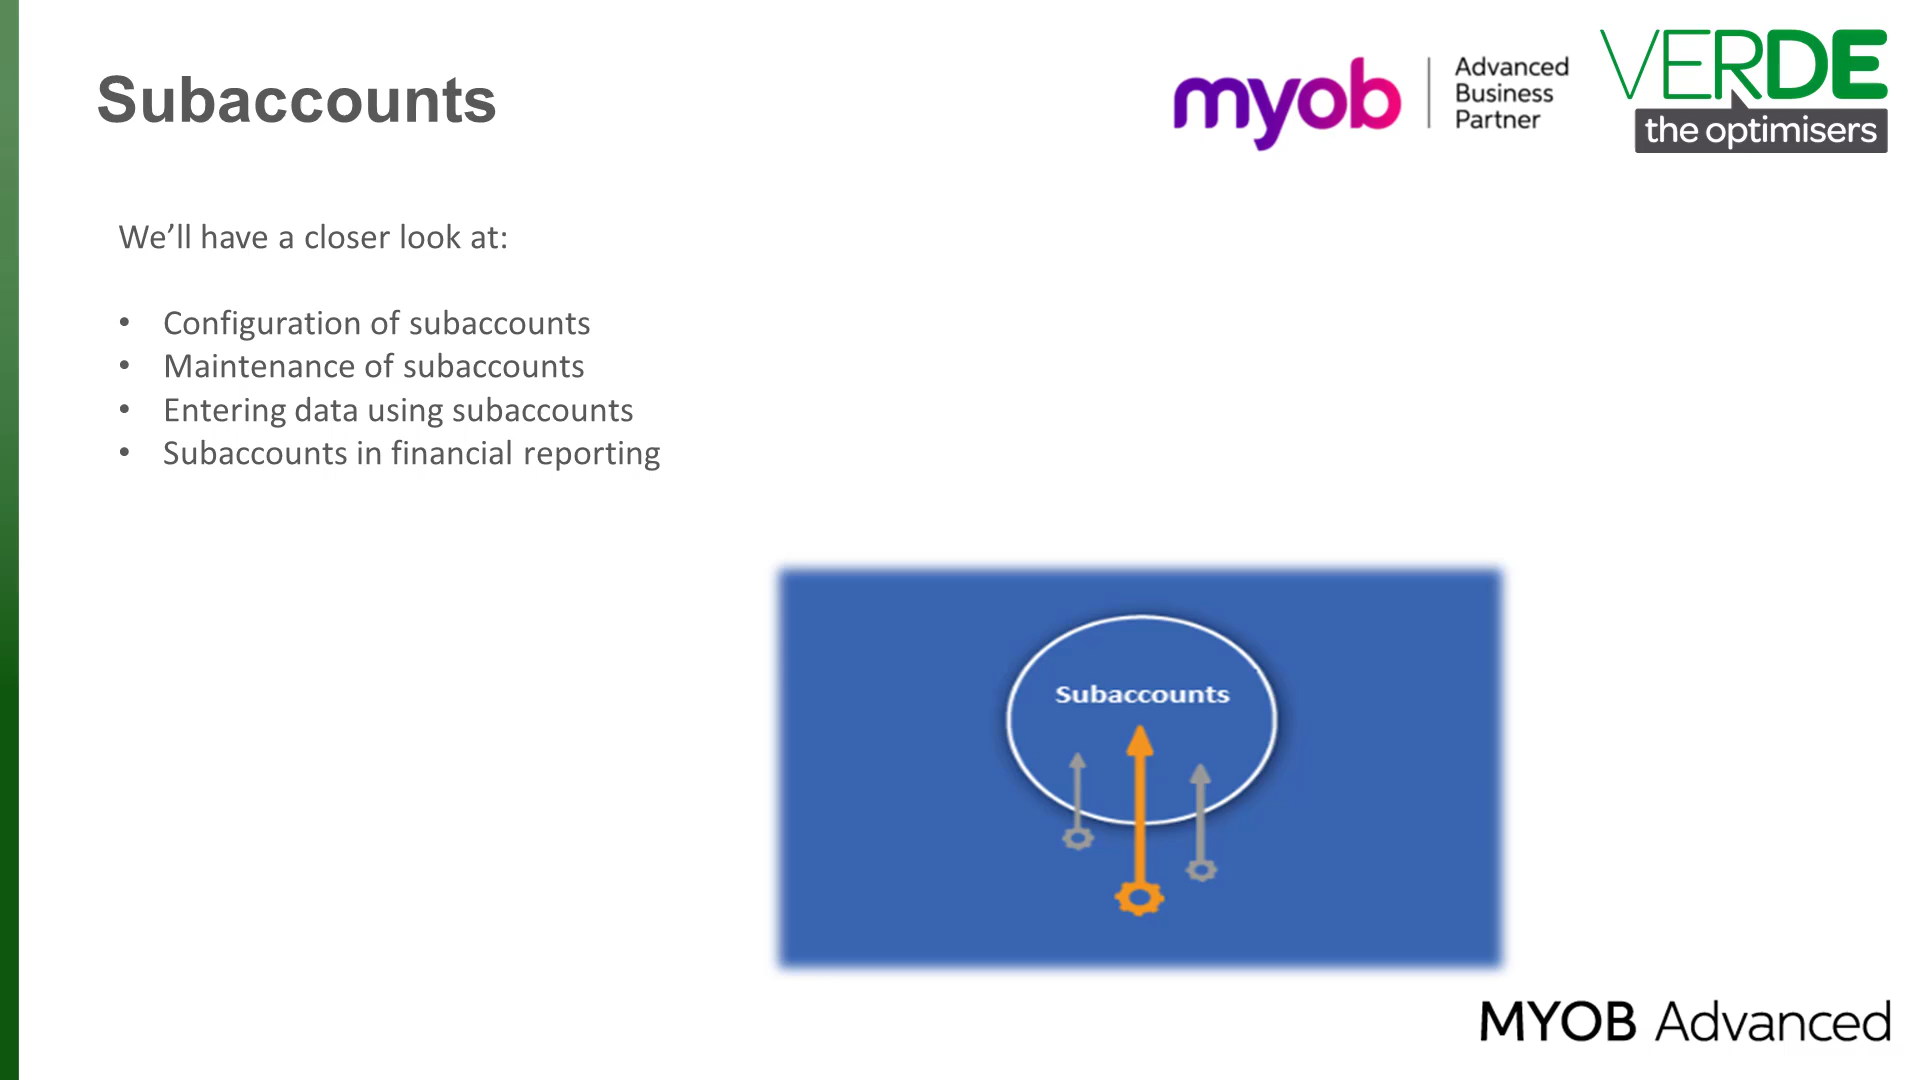 Subaccounts
myob
Advanced
Business
Partner
VERDE
the optimisers
We’ll have a closer look at:
• Configuration of subaccounts
• Maintenance of subaccounts
• Entering data using subaccounts
• Subaccounts in financial reporting
Subaccounts
MYOB Advanced